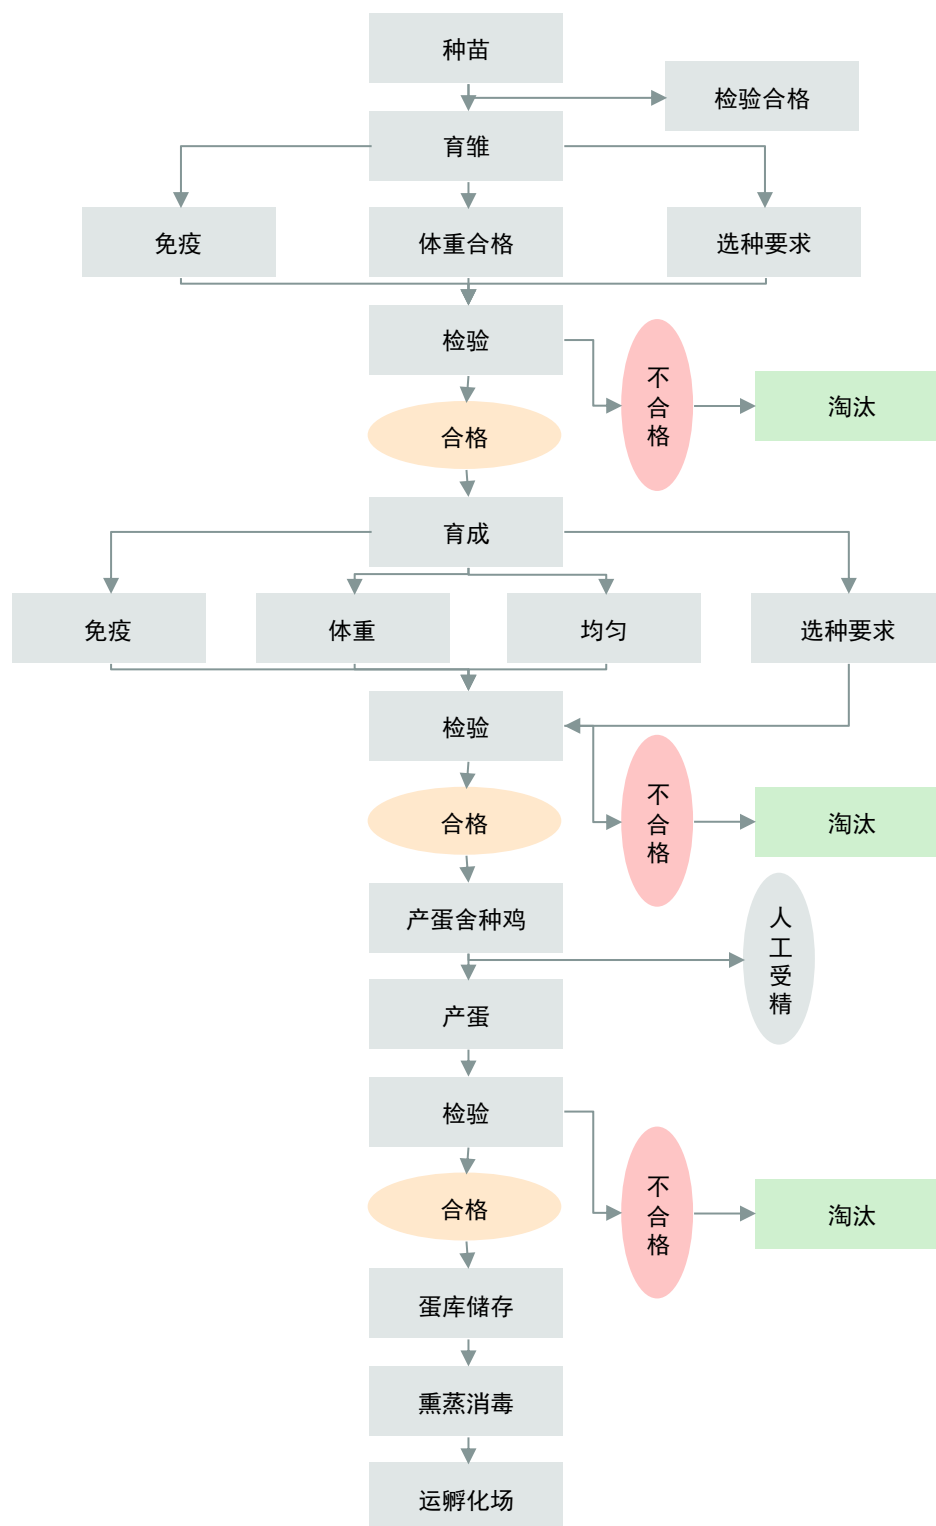 种苗
检验合格
育雏
免疫
体重合格
选种要求
检验
不合格
淘汰
合格
育成
免疫
体重
均匀
选种要求
检验
不合格
淘汰
合格
产蛋舍种鸡
人工受精
产蛋
检验
不合格
淘汰
合格
蛋库储存
熏蒸消毒
运孵化场